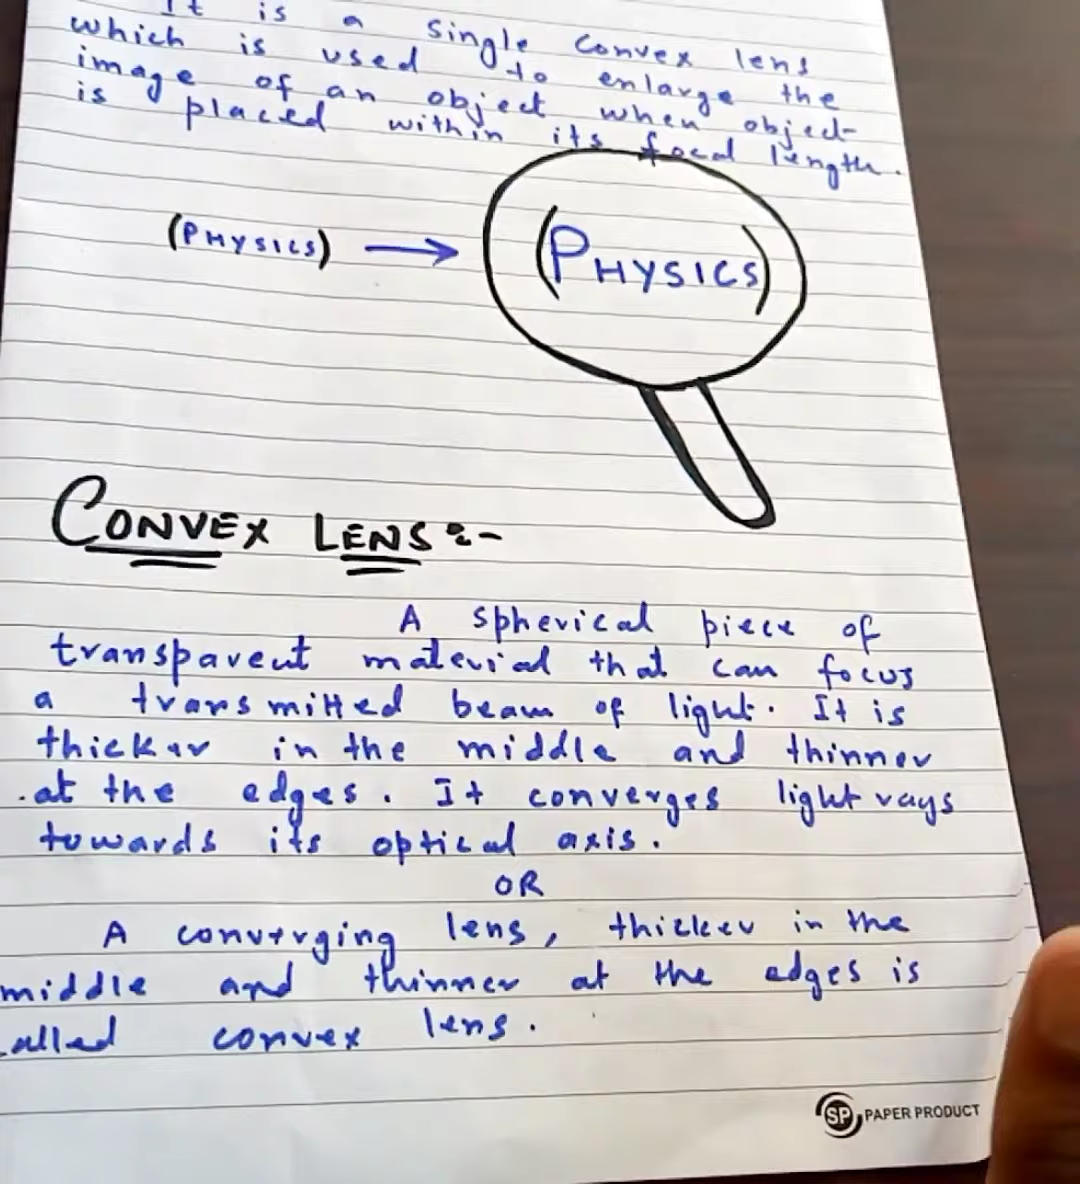 It is a single convex lens
which is used to enlarge the
image of an object when object
is placed within its focal length.
(PHYSICS) → (PHYSICS)
CONVEX LENS:-
A spherical piece of
transparent material that can focus
a transmitted beam of light. It is
thicker in the middle and thinner
at the edges. It converges light rays
towards its optical axis.
OR
A converging lens, thicker in the
middle and thinner at the edges is
called convex lens.
SP PAPER PRODUCT